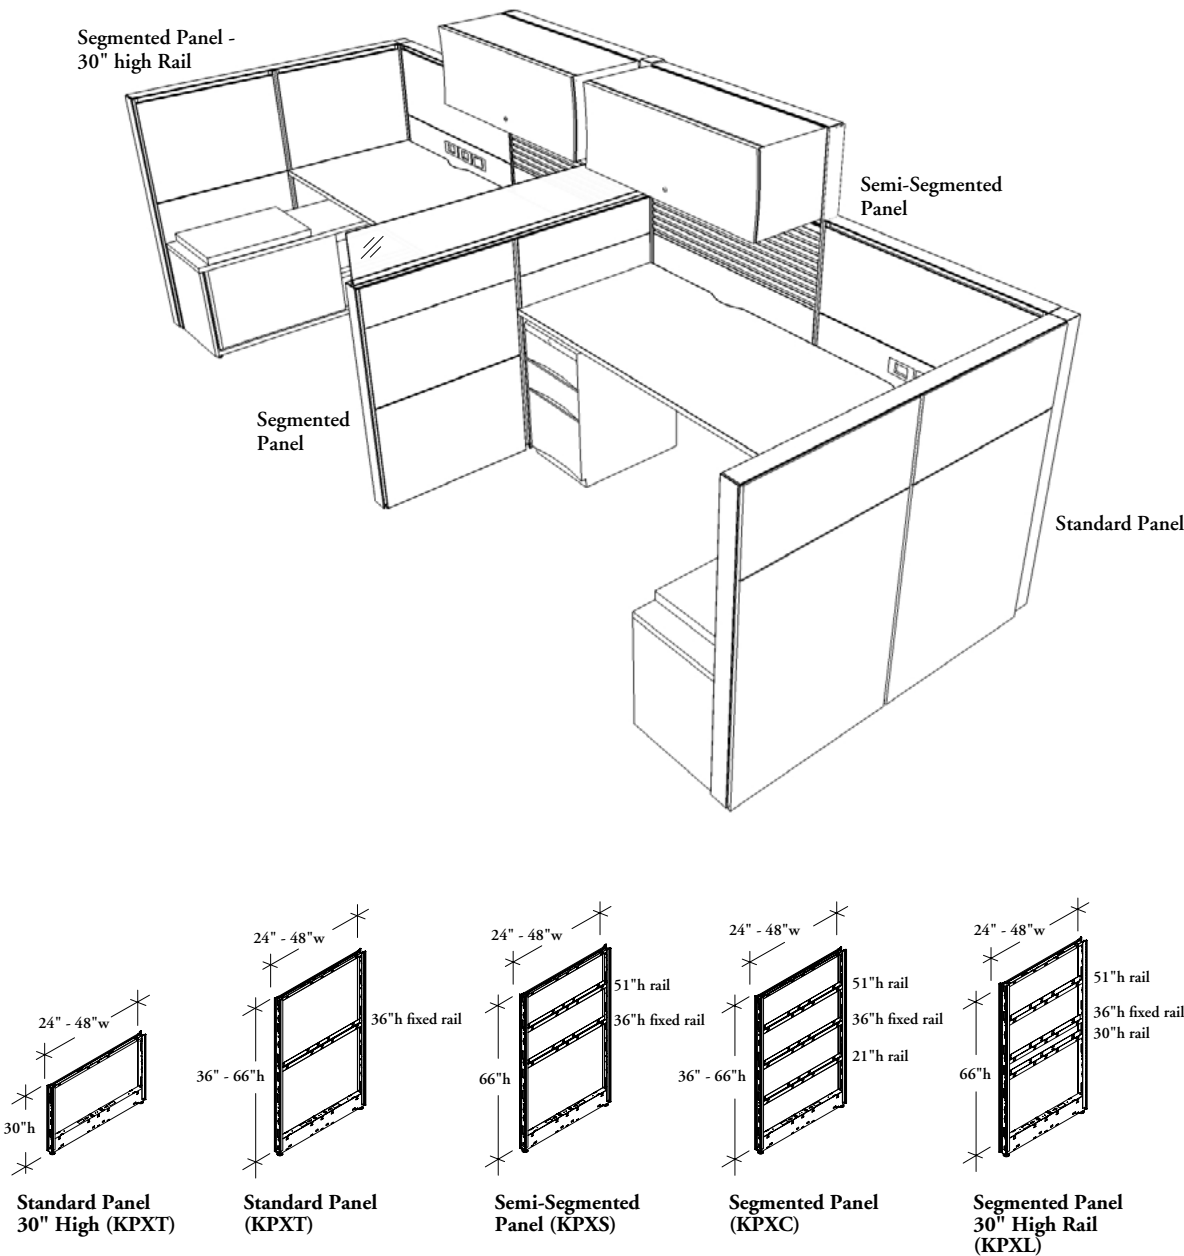 Segmented Panel -
30" high Rail
Semi-Segmented
Panel
Segmented
Panel
Standard Panel
24" - 48"w
30"h
Standard Panel
30" High (KPXT)
24" - 48"w
36"h fixed rail
36" - 66"h
Standard Panel
(KPXT)
24" - 48"w
51"h rail
36"h fixed rail
66"h
Semi-Segmented
Panel (KPXS)
24" - 48"w
51"h rail
36"h fixed rail
21"h rail
36" - 66"h
Segmented Panel
(KPXC)
24" - 48"w
51"h rail
36"h fixed rail
30"h rail
66"h
Segmented Panel
30" High Rail
(KPXL)